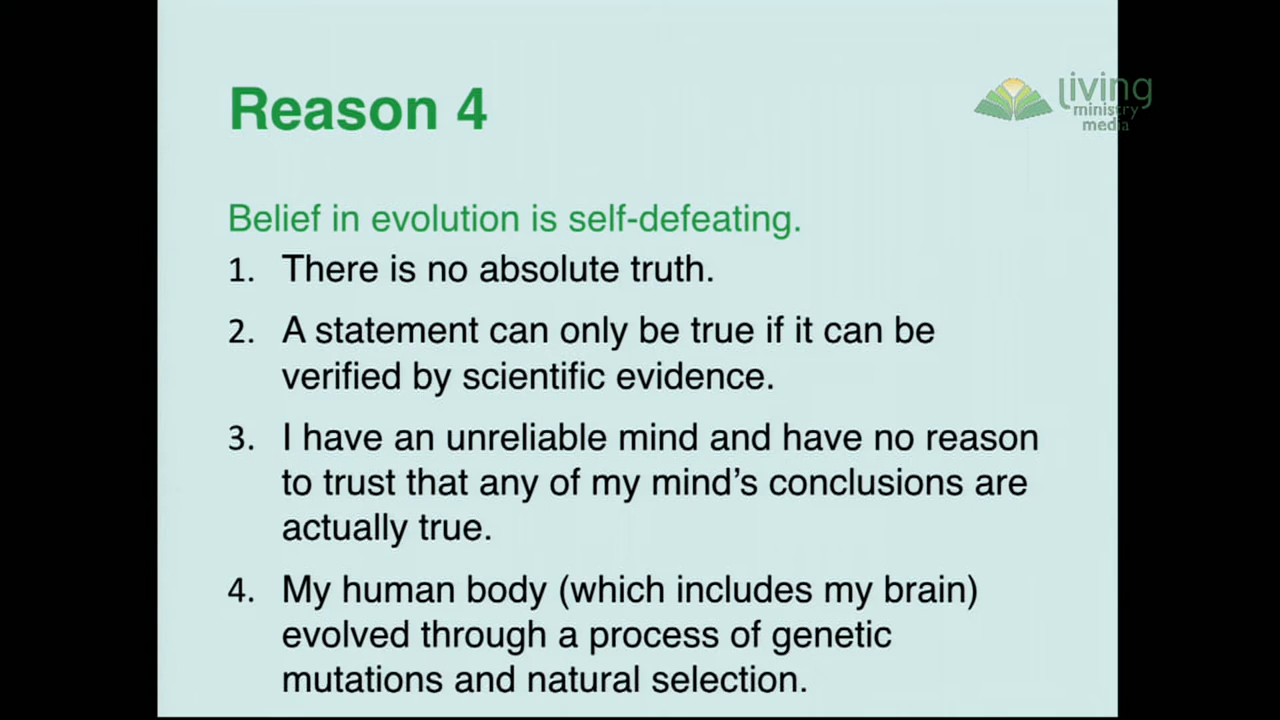 Reason 4
living
ministry
media
Belief in evolution is self-defeating.
1. There is no absolute truth.
2. A statement can only be true if it can be
verified by scientific evidence.
3. I have an unreliable mind and have no reason
to trust that any of my mind’s conclusions are
actually true.
4. My human body (which includes my brain)
evolved through a process of genetic
mutations and natural selection.